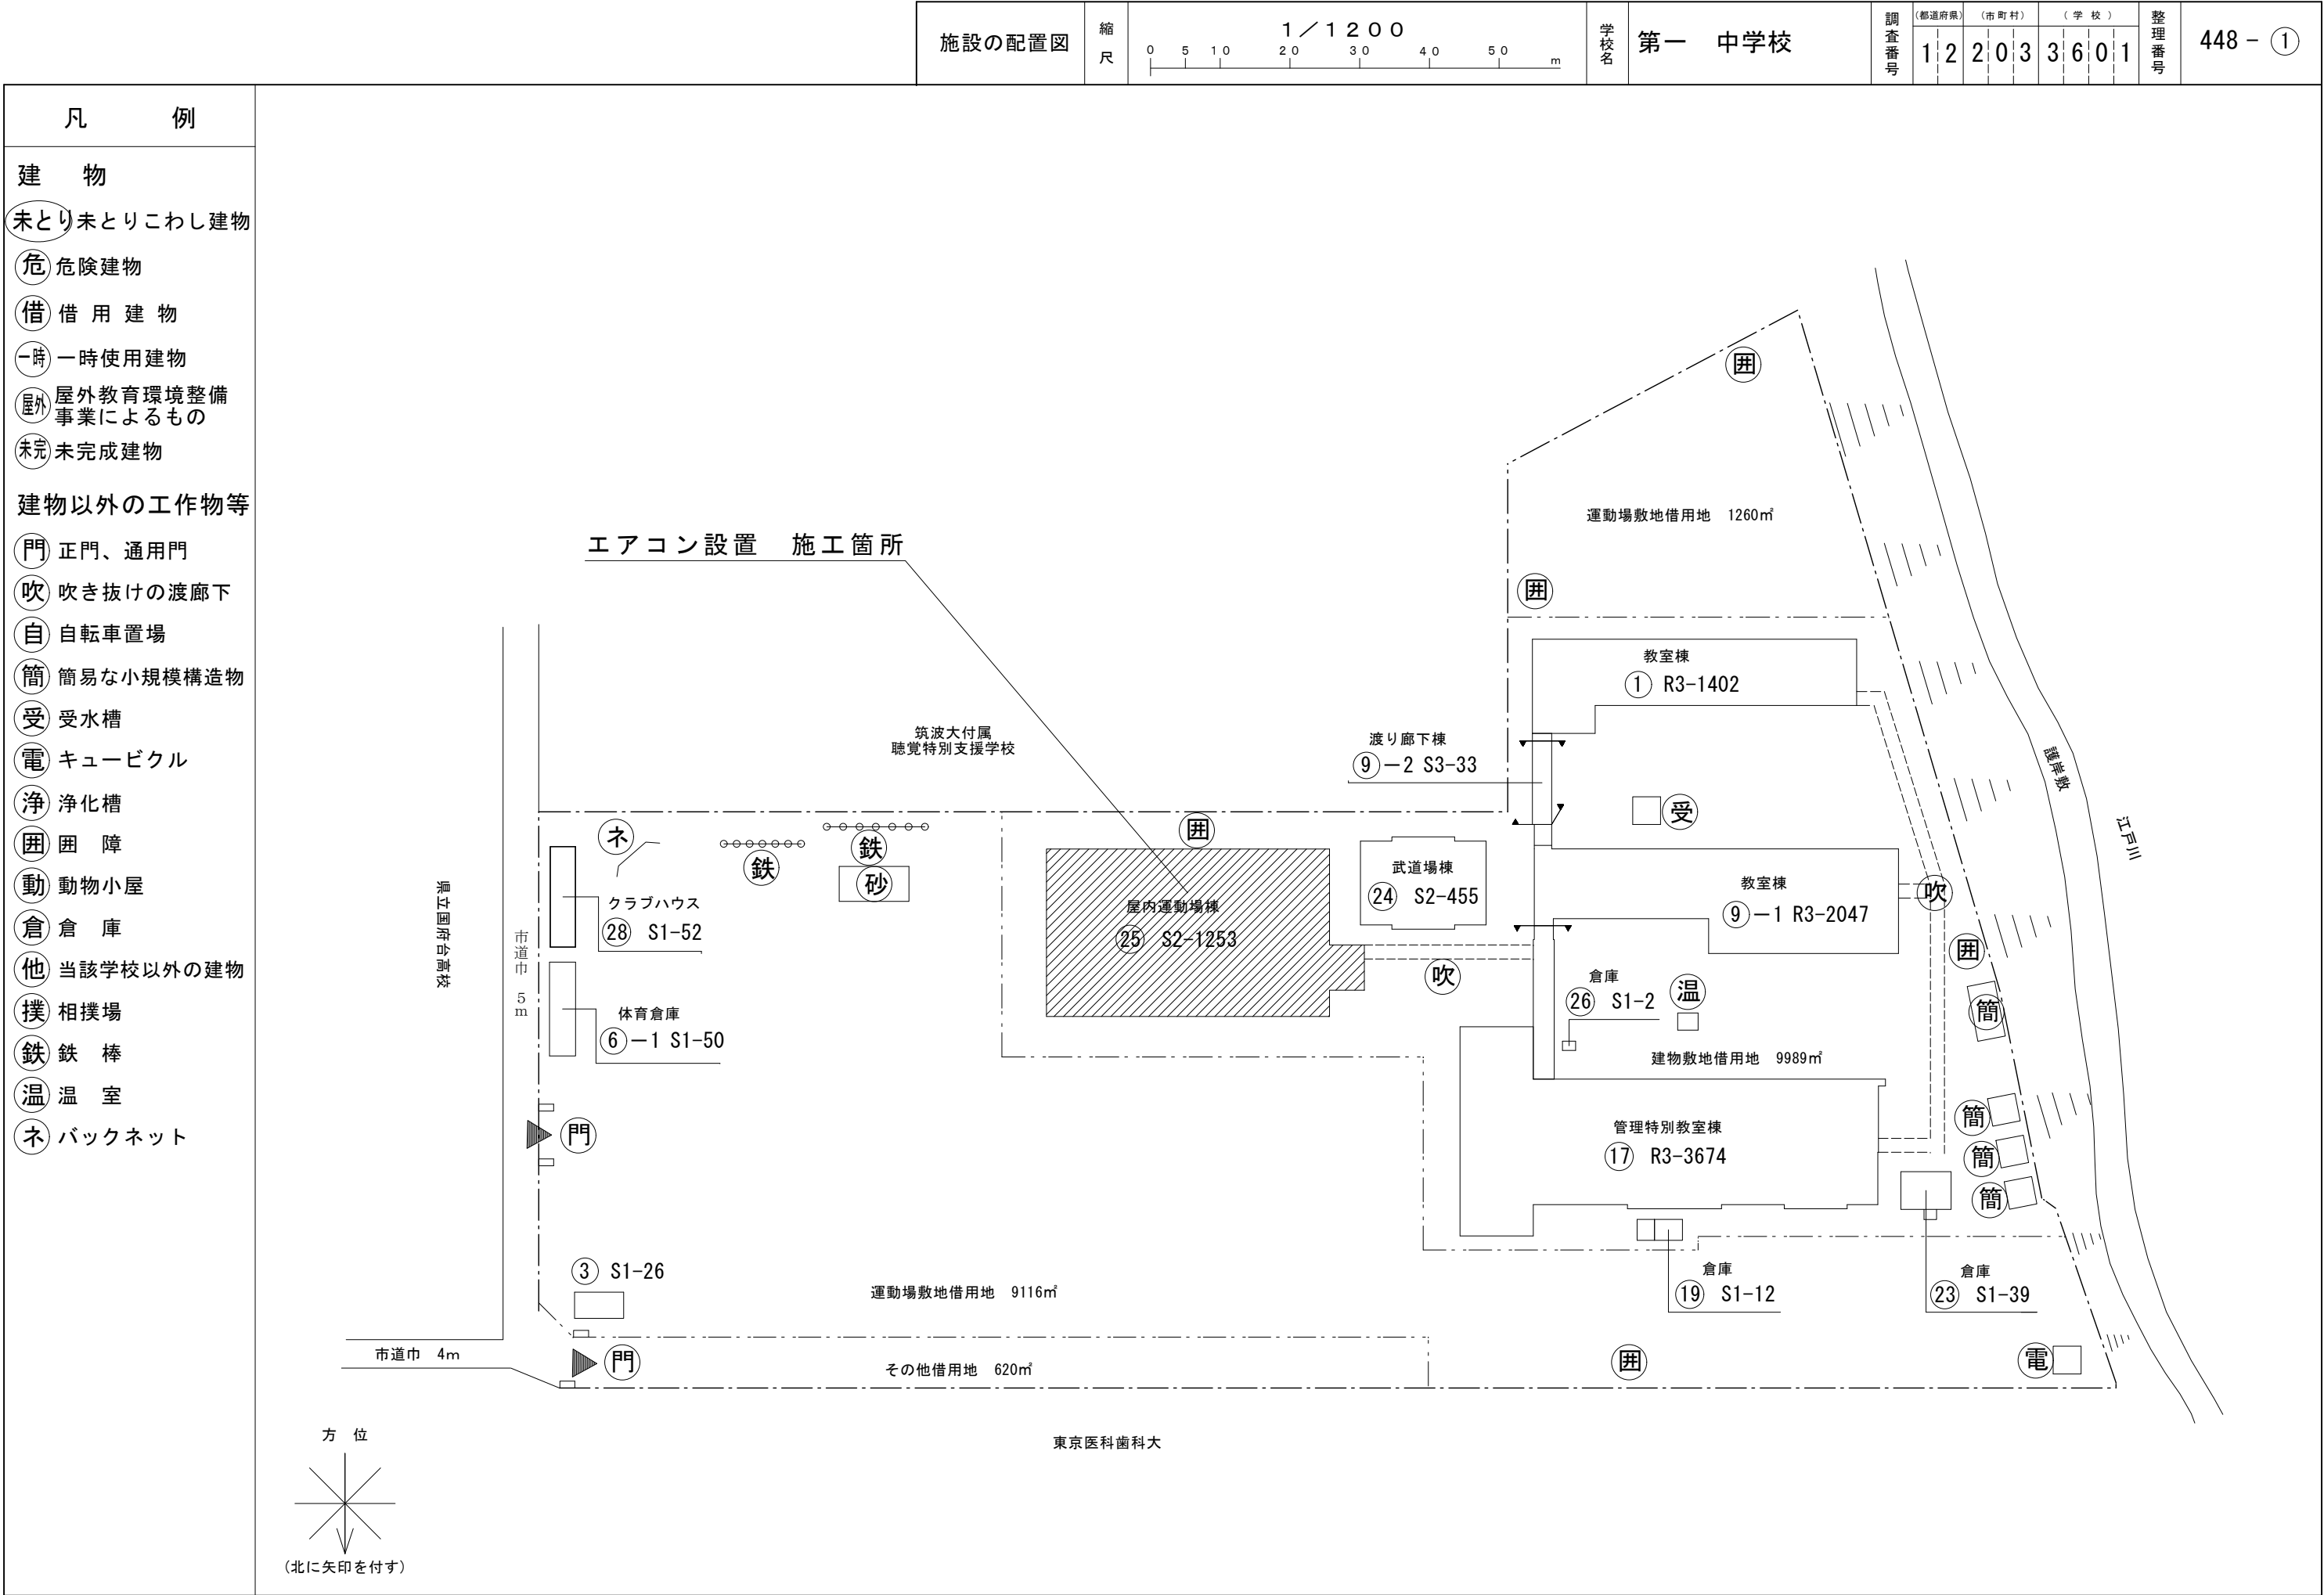 施設の配置図
縮尺
1／1200
0 5 10 20 30 40 50 m
学校名
第一　中学校
調査番号
(都道府県) (市町村) (学校)
12 203 3601
整理番号
448 - ①
凡　例
建　物
未とり 未とりこわし建物
危 危険建物
借 借用建物
一時 一時使用建物
屋外 屋外教育環境整備
事業によるもの
未完 未完成建物
建物以外の工作物等
門 正門、通用門
吹 吹き抜けの渡廊下
自 自転車置場
簡 簡易な小規模構造物
受 受水槽
電 キュービクル
浄 浄化槽
囲 囲　障
動 動物小屋
倉 倉　庫
他 当該学校以外の建物
撲 相撲場
鉄 鉄　棒
温 温　室
ネ バックネット
囲
運動場敷地借用地　1260㎡
エアコン設置　施工箇所
囲
教室棟
① R3-1402
筑波大付属
聴覚特別支援学校
渡り廊下棟
⑨－2 S3-33
護岸敷
江戸川
受
ネ
鉄
鉄
砂
囲
武道場棟
㉔ S2-455
教室棟
⑨－1 R3-2047
吹
屋内運動場棟
㉕ S2-1253
クラブハウス
㉘ S1-52
県立国府台高校
市道巾　5m
囲
吹
倉庫
㉖ S1-2
温
簡
体育倉庫
⑥－1 S1-50
建物敷地借用地　9989㎡
門
管理特別教室棟
⑰ R3-3674
簡
簡
簡
③ S1-26
運動場敷地借用地　9116㎡
倉庫
⑲ S1-12
倉庫
㉓ S1-39
市道巾　4m
門
その他借用地　620㎡
囲
電
東京医科歯科大
方　位
(北に矢印を付す)